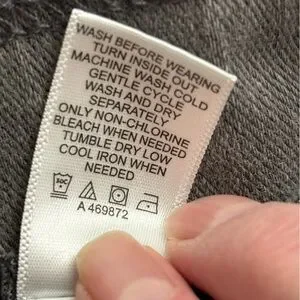 WASH BEFORE WEARING
TURN INSIDE OUT
MACHINE WASH COLD
GENTLE CYCLE
WASH AND DRY
SEPARATELY
ONLY NON-CHLORINE
BLEACH WHEN NEEDED
TUMBLE DRY LOW
COOL IRON WHEN
NEEDED
30C
A 469872